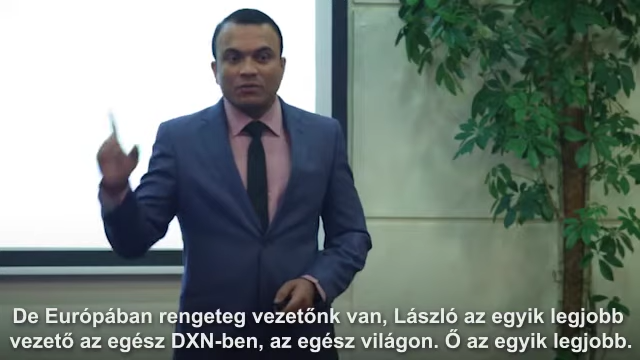 De Európában rengeteg vezetőnk van, László az egyik legjobb
vezető az egész DXN-ben, az egész világon. Ő az egyik legjobb.